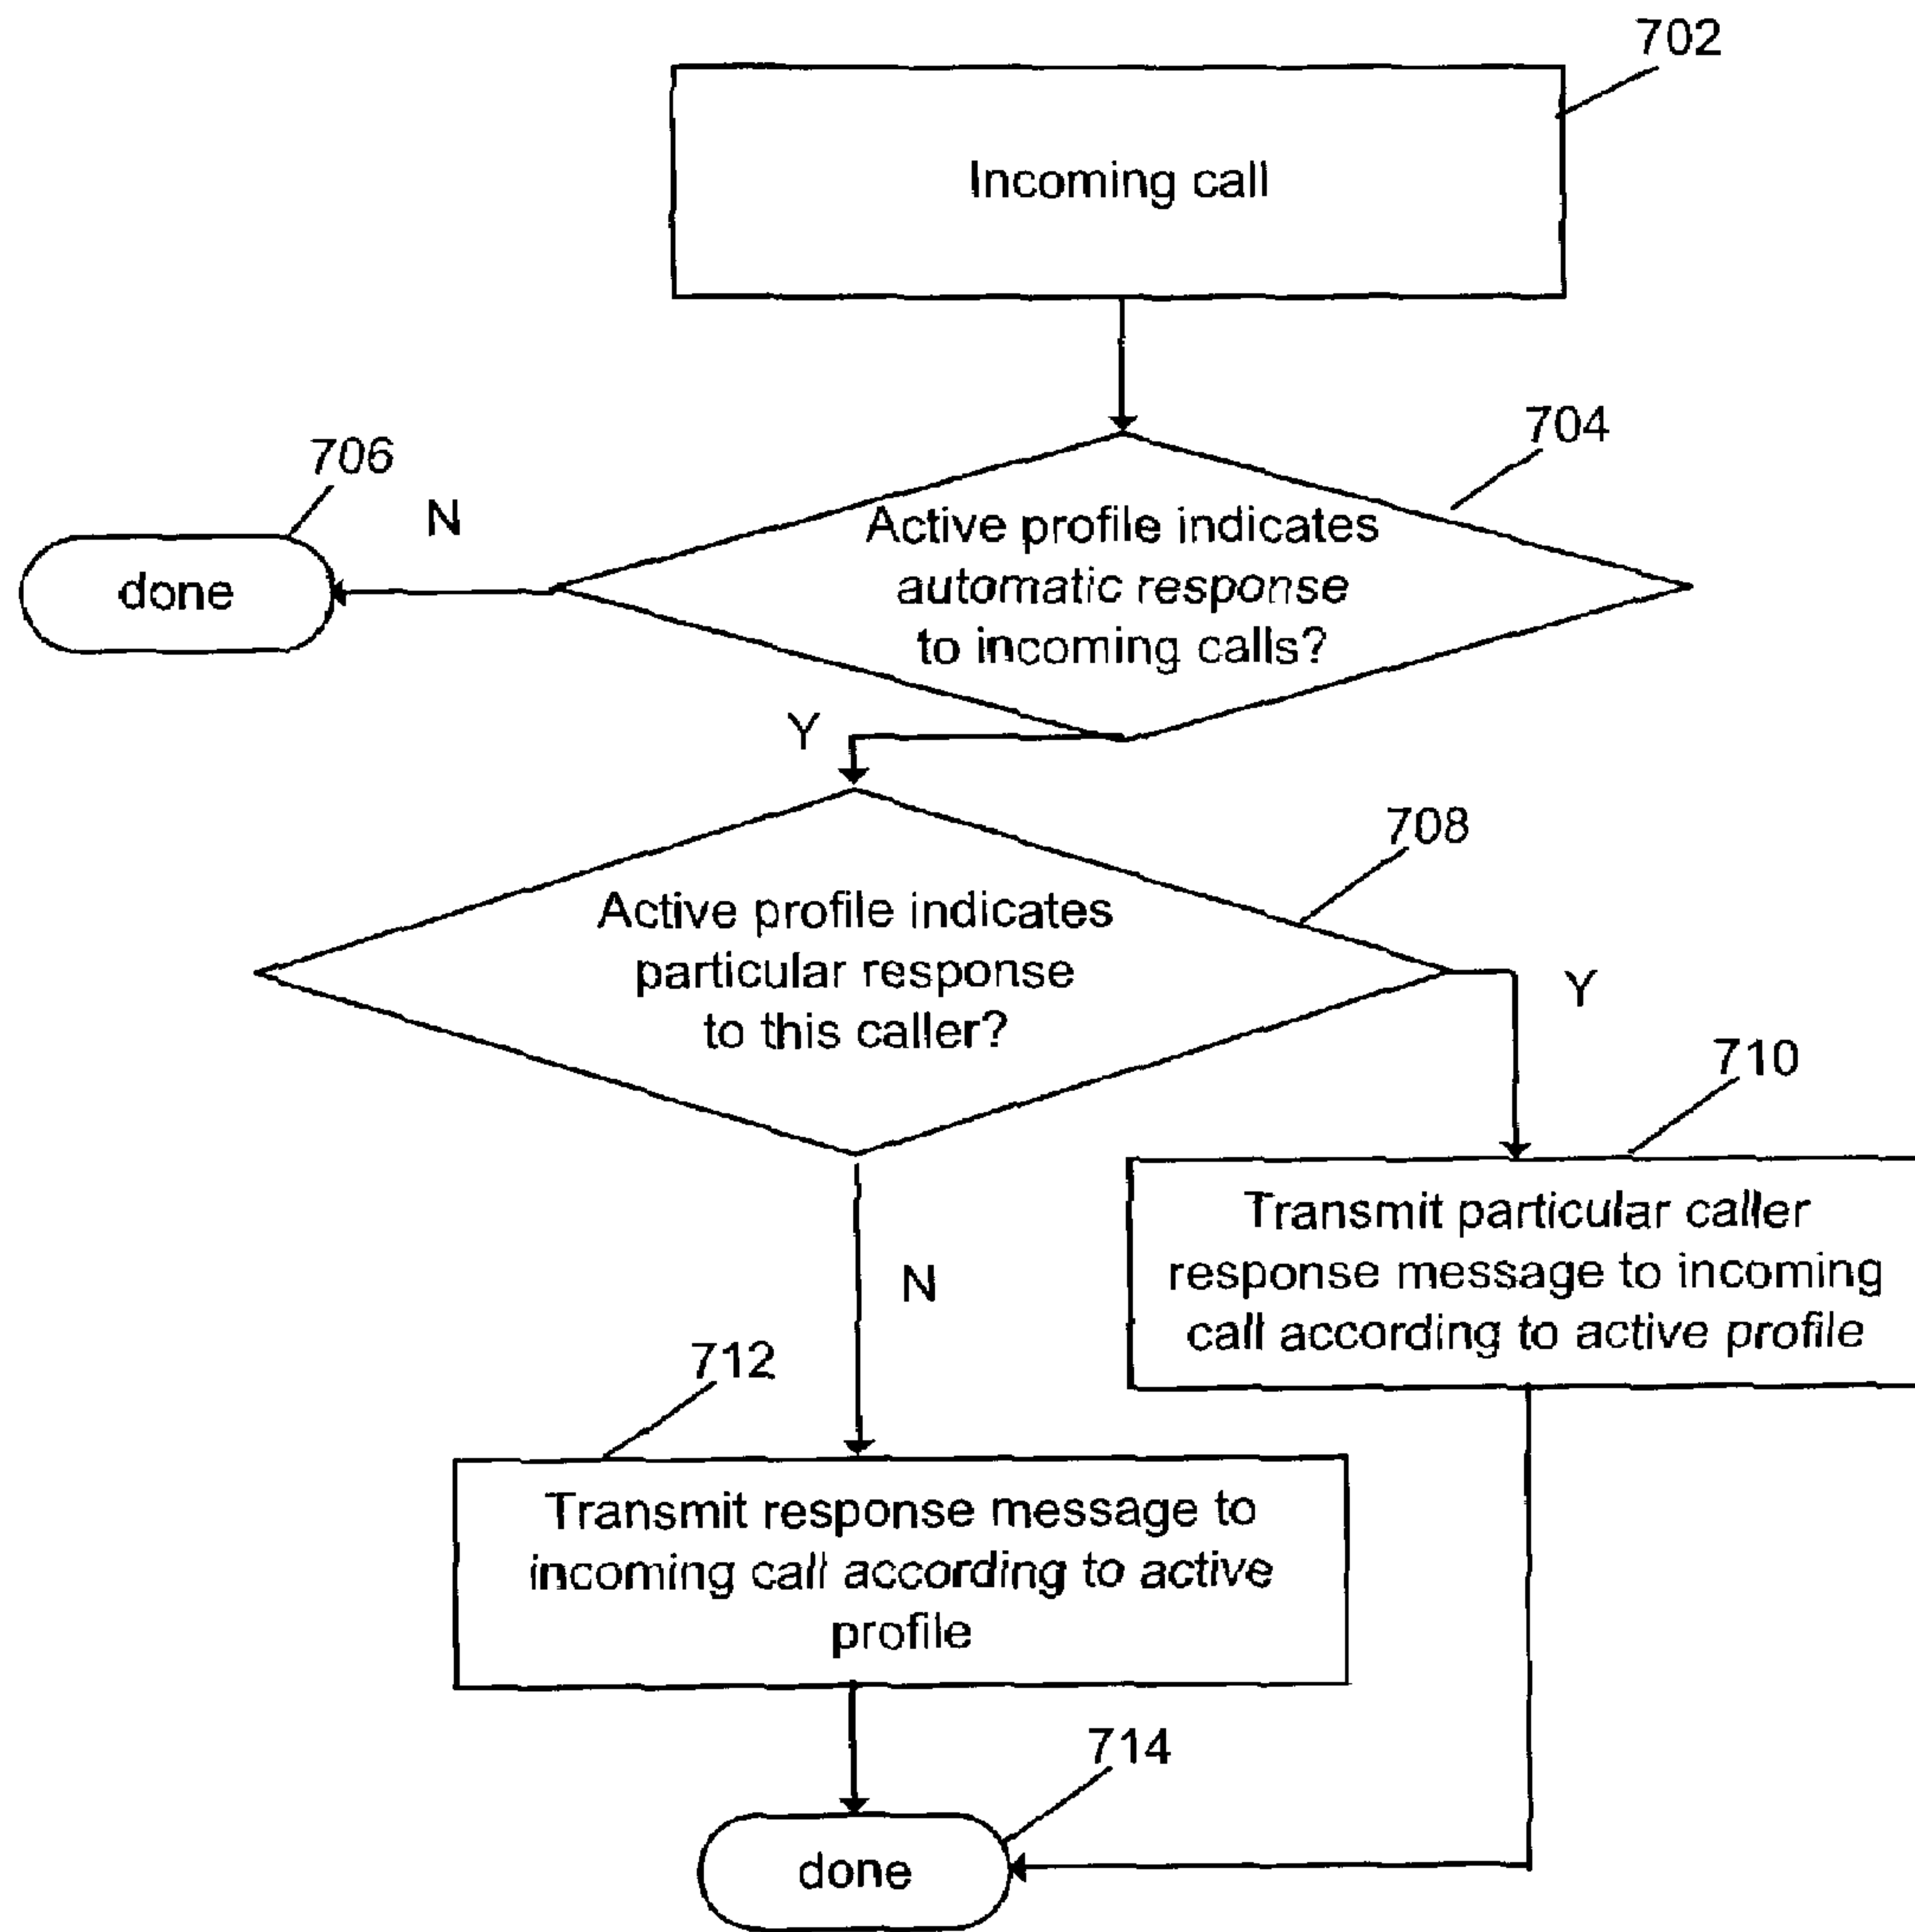 702
Incoming call
704
Active profile indicates
automatic response
to incoming calls?
706
N
done
Y
708
Active profile indicates
particular response
to this caller?
Y
710
Transmit particular caller
response message to incoming
call according to active profile
N
712
Transmit response message to
incoming call according to active
profile
714
done